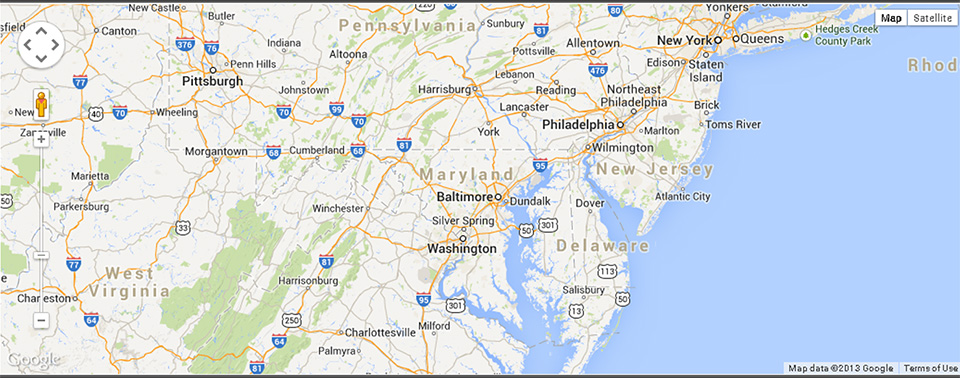 New Castle
Butler
220
Sunbury
80
Yonkers
Stamford
Canton
Pennsylvania
81
Map
Satellite
376
76
Indiana
Altoona
Pottsville
Allentown
New York
Queens
Hedges Creek
County Park
Penn Hills
Pittsburgh
476
Edison
Staten
Island
Rhod
77
Johnstown
Harrisburg
Lebanon
Reading
Northeast
Philadelphia
New
40
70
Wheeling
70
99
70
Lancaster
Brick
Toms River
York
Philadelphia
Marlton
Morgantown
68
Cumberland
68
81
95
Wilmington
Marietta
Maryland
New Jersey
50
Parkersburg
Winchester
Baltimore
Dundalk
Dover
Atlantic City
33
Silver Spring
50
301
Washington
Delaware
77
West
Virginia
81
Harrisonburg
113
Charleston
95
301
Salisbury
50
64
250
13
64
Charlottesville
Milford
Palmyra
81
Google
Map data ©2013 Google
Terms of Use